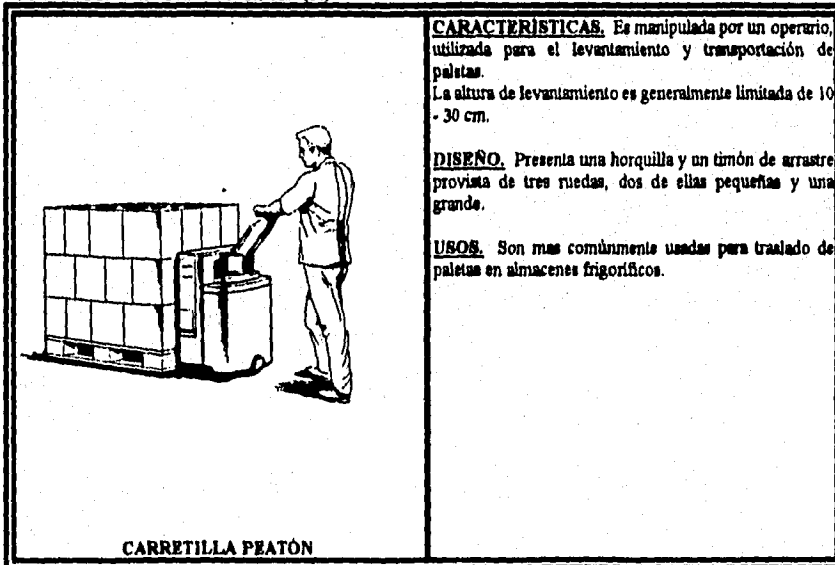 CARACTERÍSTICAS. Es manipulada por un operario,
utilizada para el levantamiento y transportación de
paletas.
La altura de levantamiento es generalmente limitada de 10
- 30 cm.
DISEÑO. Presenta una horquilla y un timón de arrastre
provista de tres ruedas, dos de ellas pequeñas y una
grande.
USOS. Son mas comùnmente usadas para traslado de
paletas en almacenes frigoríficos.
CARRETILLA PEATÓN